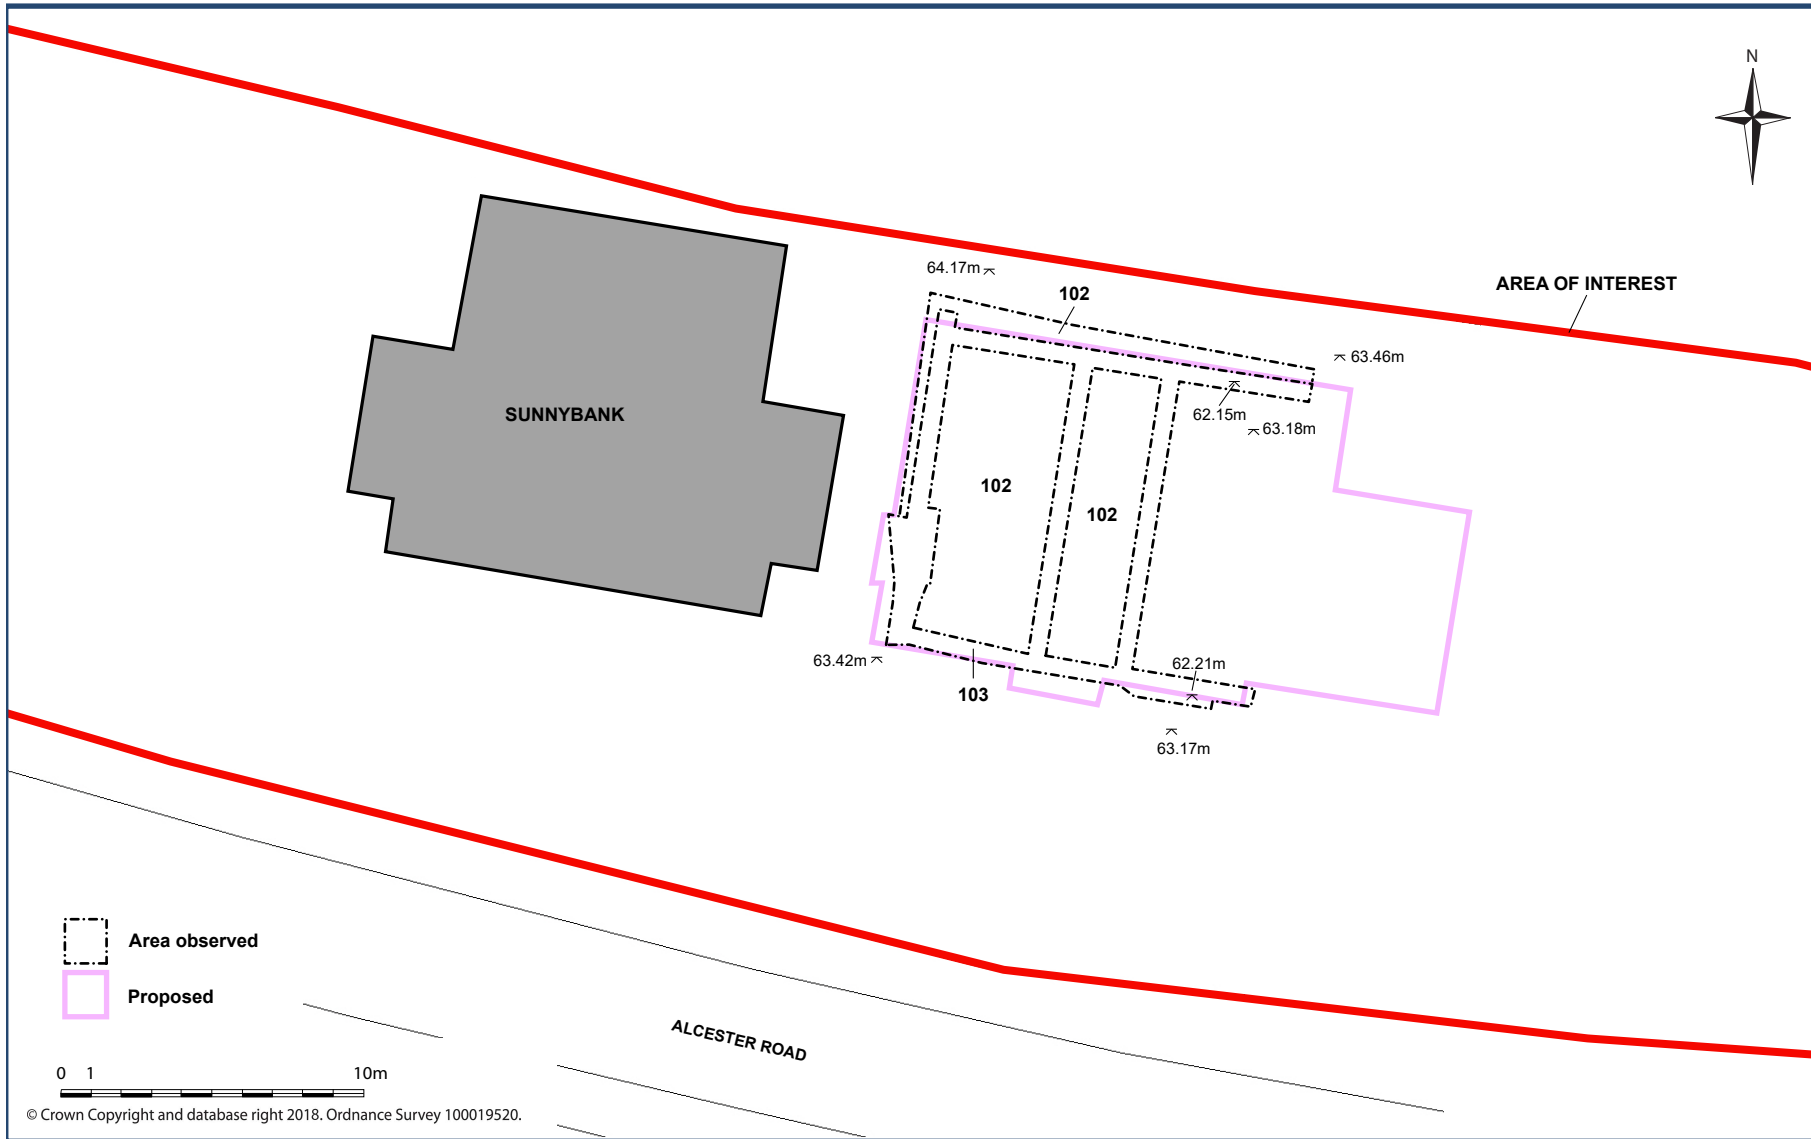 N
64.17m
102
AREA OF INTEREST
63.46m
SUNNYBANK
62.15m
63.18m
102
102
63.42m
62.21m
103
63.17m
Area observed
Proposed
ALCESTER ROAD
0 1 10m
© Crown Copyright and database right 2018. Ordnance Survey 100019520.